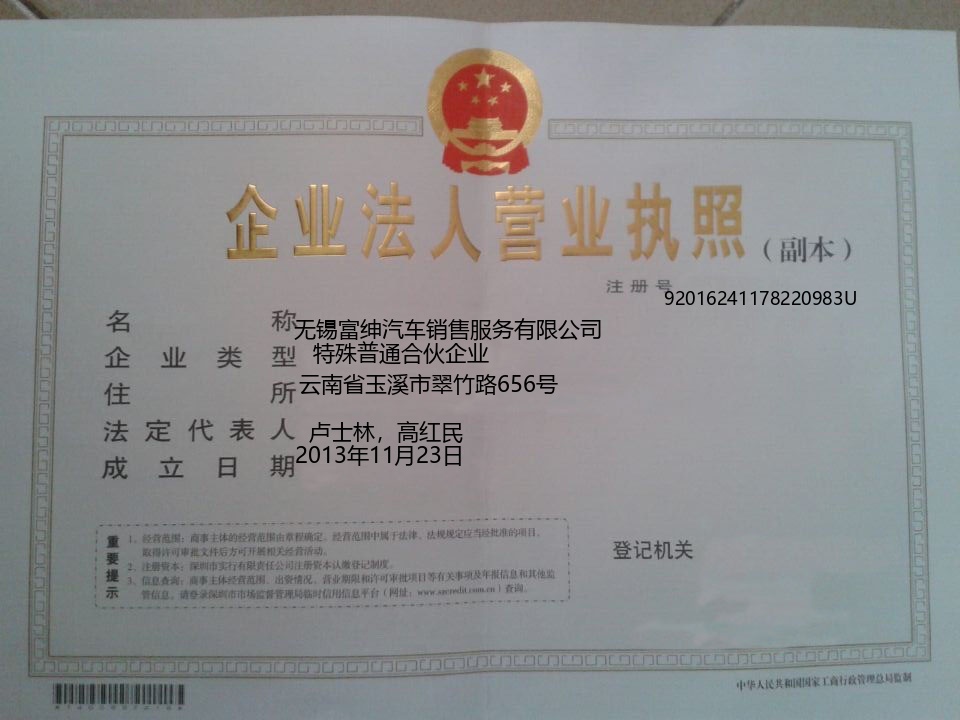 企业法人营业执照（副本）
注册号 92016241178220983U
名称 无锡富绅汽车销售服务有限公司
企业类型 特殊普通合伙企业
住所 云南省玉溪市翠竹路656号
法定代表人 卢士林，高红民
成立日期 2013年11月23日
重要提示
1、经营范围：商事主体的经营范围由章程确定。经营范围中属于法律、法规规定应当经批准的项目，
取得许可审批文件后方可开展相关经营活动。
2、注册资本：深圳市实行有限责任公司注册资本认缴登记制度。
3、信息查询：商事主体经营范围、出资情况、营业期限和许可审批项目等有关事项及年报信息和其他监
管信息，请登录深圳市市场监督管理局临时信用信息平台（网址：www.szcredit.com.cn）查询。
登记机关
中华人民共和国国家工商行政管理总局监制